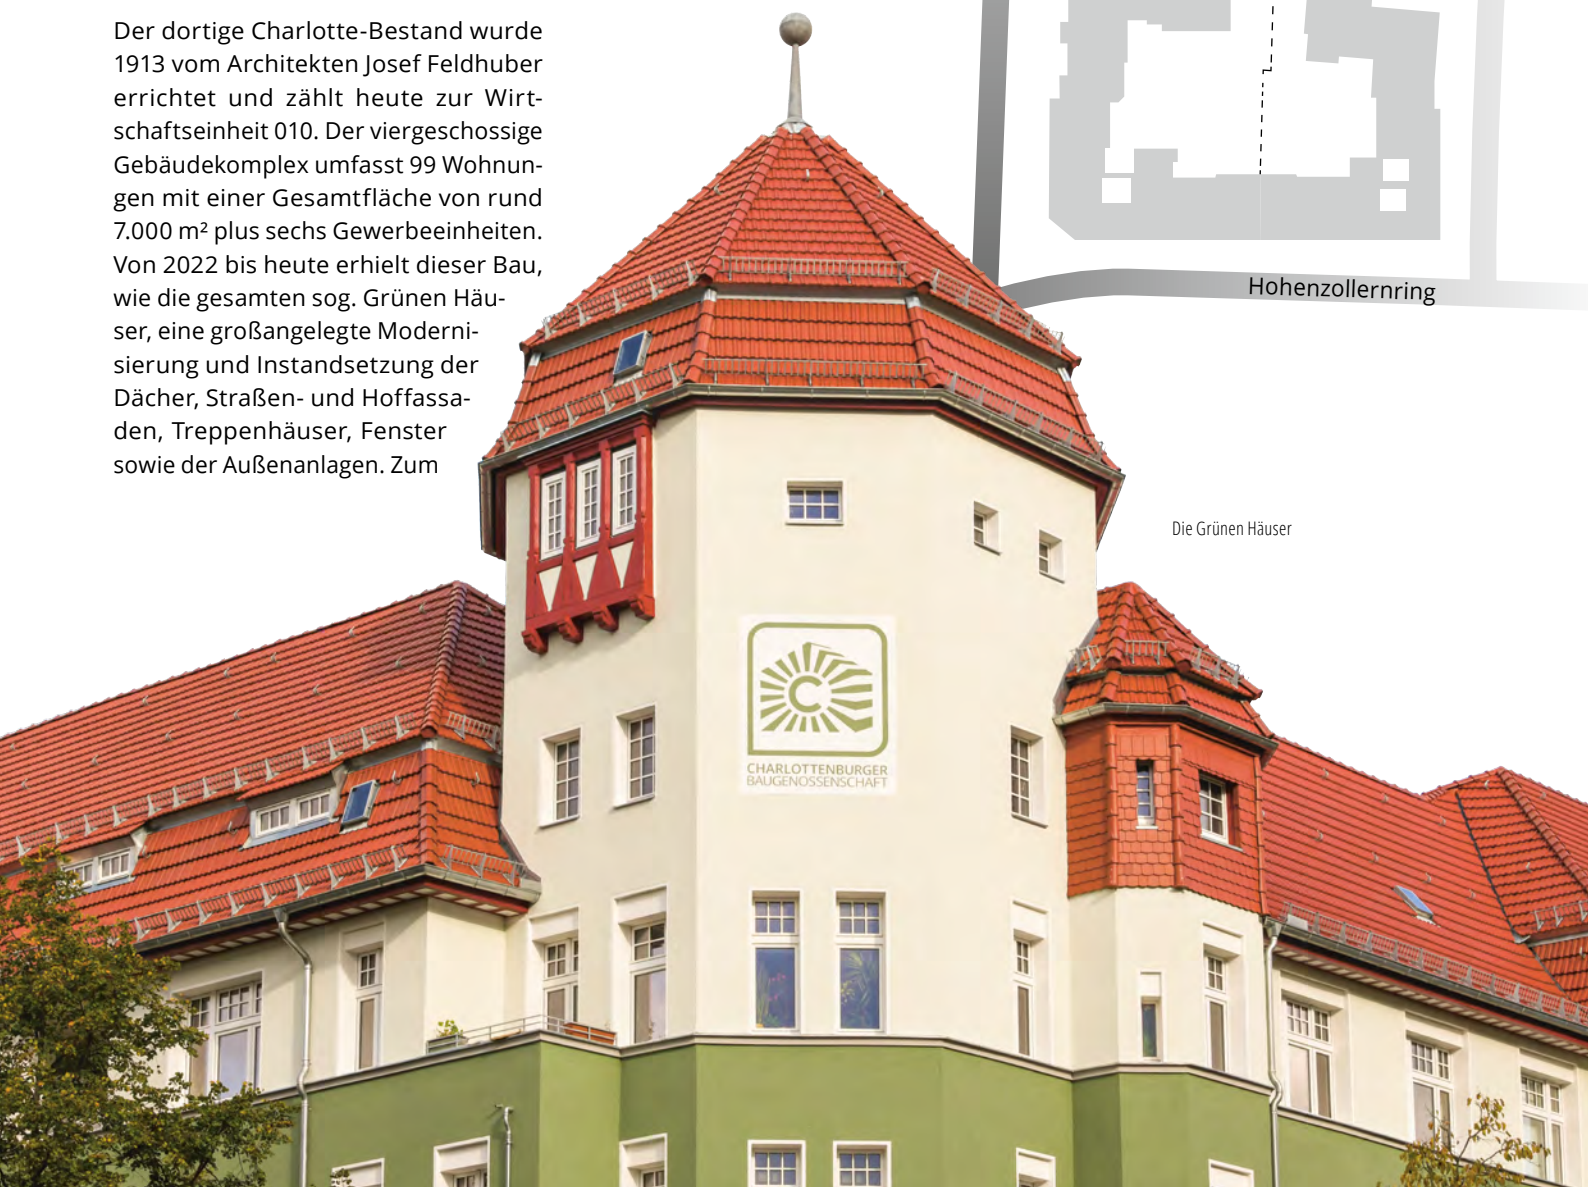 Der dortige Charlotte-Bestand wurde
1913 vom Architekten Josef Feldhuber
errichtet und zählt heute zur Wirt-
schaftseinheit 010. Der viergeschossige
Gebäudekomplex umfasst 99 Wohnun-
gen mit einer Gesamtfläche von rund
7.000 m² plus sechs Gewerbeeinheiten.
Von 2022 bis heute erhielt dieser Bau,
wie die gesamten sog. Grünen Häu-
ser, eine großangelegte Moderni-
sierung und Instandsetzung der
Dächer, Straßen- und Hoffassa-
den, Treppenhäuser, Fenster
sowie der Außenanlagen. Zum
Hohenzollernring
Die Grünen Häuser
C
CHARLOTTENBURGER
BAUGENOSSENSCHAFT